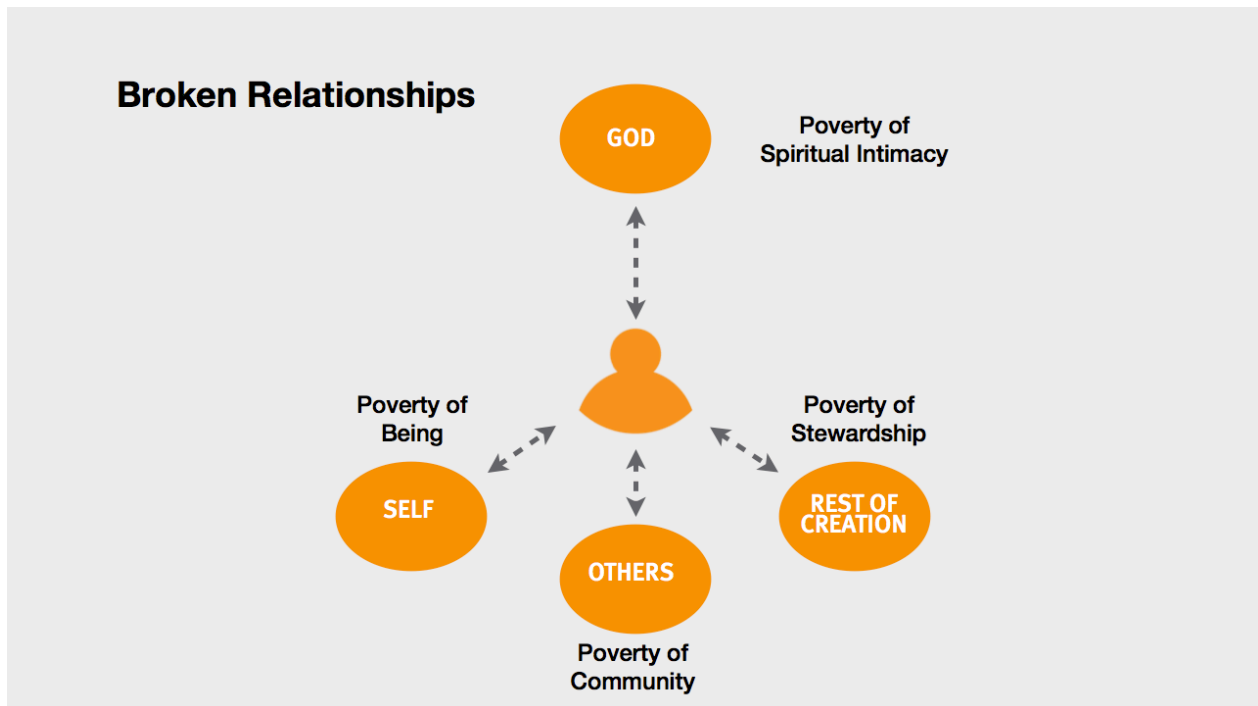 Broken Relationships
GOD
Poverty of
Spiritual Intimacy
Poverty of
Being
SELF
Poverty of
Stewardship
REST OF
CREATION
OTHERS
Poverty of
Community